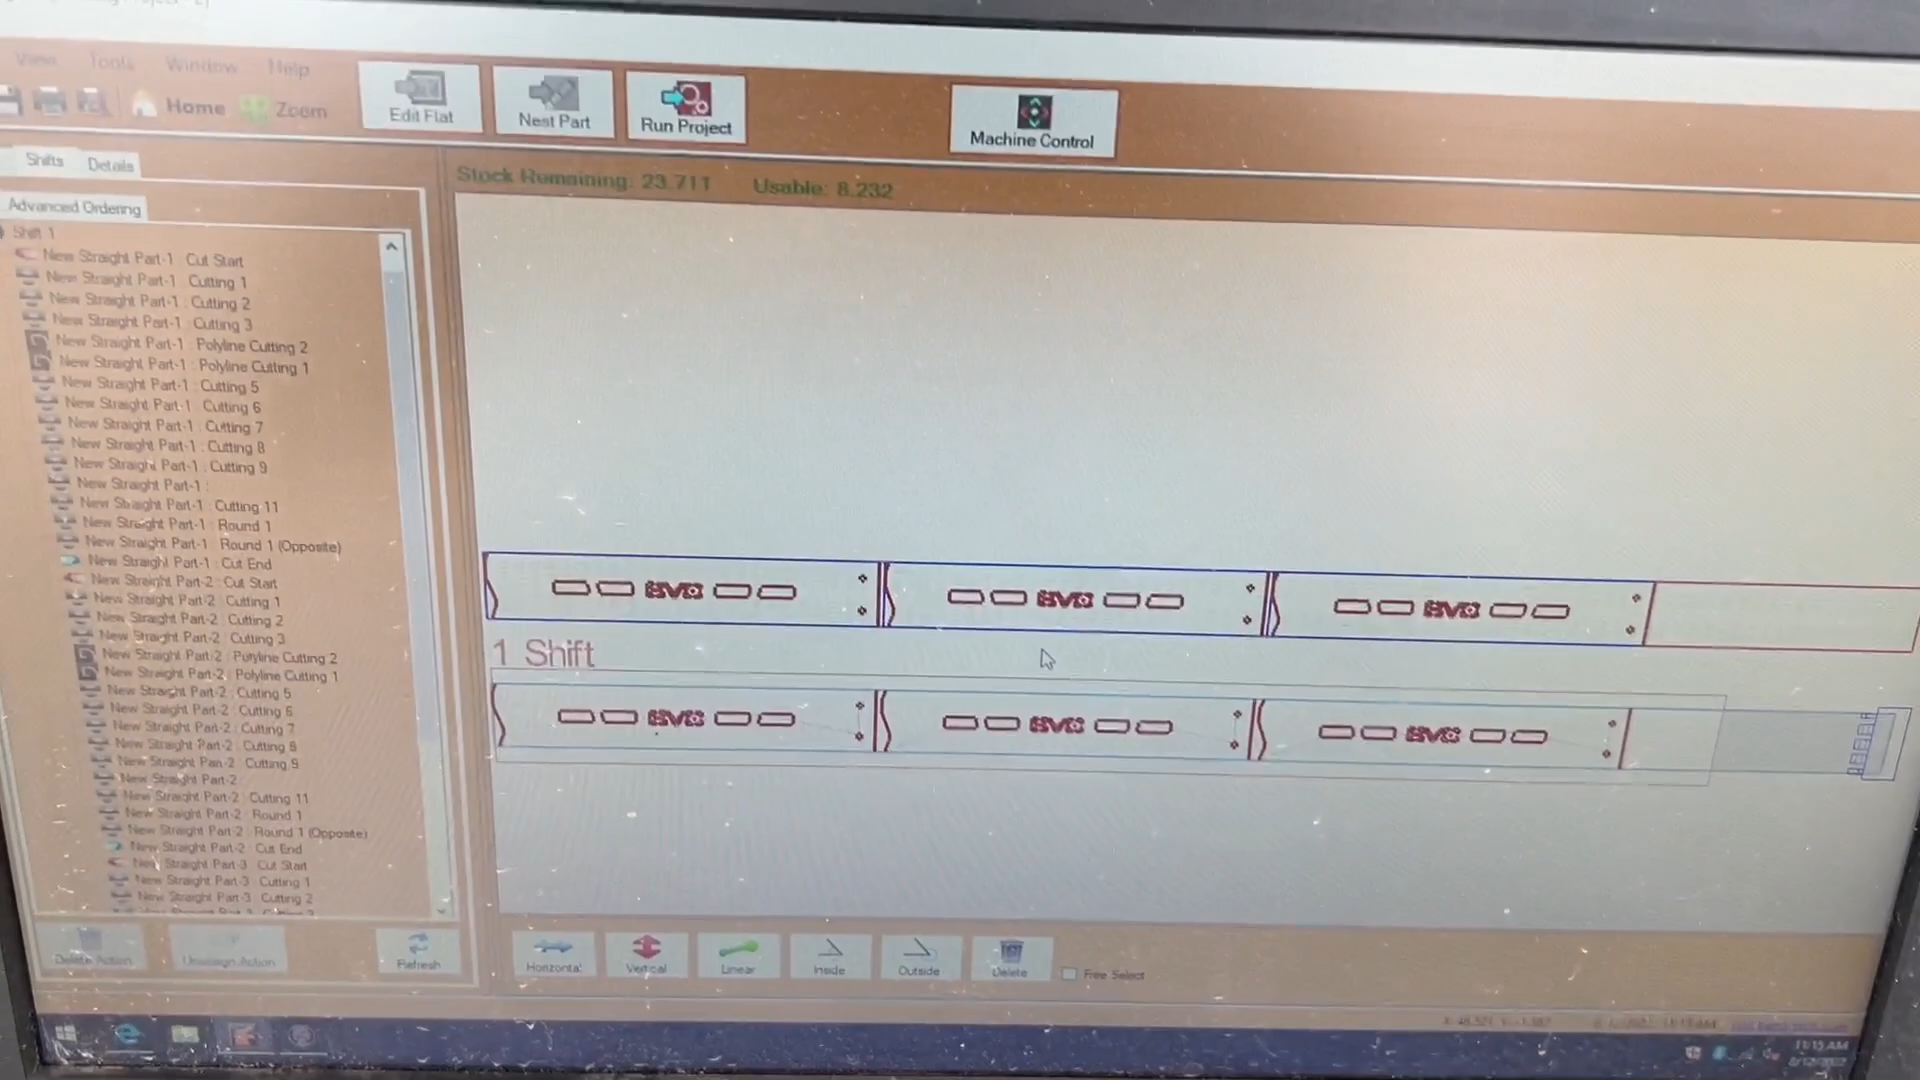 View Tools Window Help
Home Zoom
Edit Flat
Nest Part
Run Project
Machine Control
Shifts Details
Stock Remaining: 23.711 Usable: 8.232
Advanced Ordering
Shift 1
New Straight Part-1 : Cut Start
New Straight Part-1 : Cutting 1
New Straight Part-1 : Cutting 2
New Straight Part-1 : Cutting 3
New Straight Part-1 : Polyline Cutting 2
New Straight Part-1 : Polyline Cutting 1
New Straight Part-1 : Cutting 5
New Straight Part-1 : Cutting 6
New Straight Part-1 : Cutting 7
New Straight Part-1 : Cutting 8
New Straight Part-1 : Cutting 9
New Straight Part-1 :
New Straight Part-1 : Cutting 11
New Straight Part-1 : Round 1
New Straight Part-1 : Round 1 (Opposite)
New Straight Part-1 : Cut End
New Straight Part-2 : Cut Start
New Straight Part-2 : Cutting 1
New Straight Part-2 : Cutting 2
New Straight Part-2 : Cutting 3
New Straight Part-2 : Polyline Cutting 2
New Straight Part-2 : Polyline Cutting 1
New Straight Part-2 : Cutting 5
New Straight Part-2 : Cutting 6
New Straight Part-2 : Cutting 7
New Straight Part-2 : Cutting 8
New Straight Part-2 : Cutting 9
New Straight Part-2
New Straight Part-2 : Cutting 11
New Straight Part-2 : Round 1
New Straight Part-2 : Round 1 (Opposite)
New Straight Part-2 : Cut End
New Straight Part-3 : Cut Start
New Straight Part-3 : Cutting 1
New Straight Part-3 : Cutting 2
1 Shift
Delete Action
Unassign Action
Refresh
Horizontal
Vertical
Linear
Inside
Outside
Delete
Free Select
11:15 AM